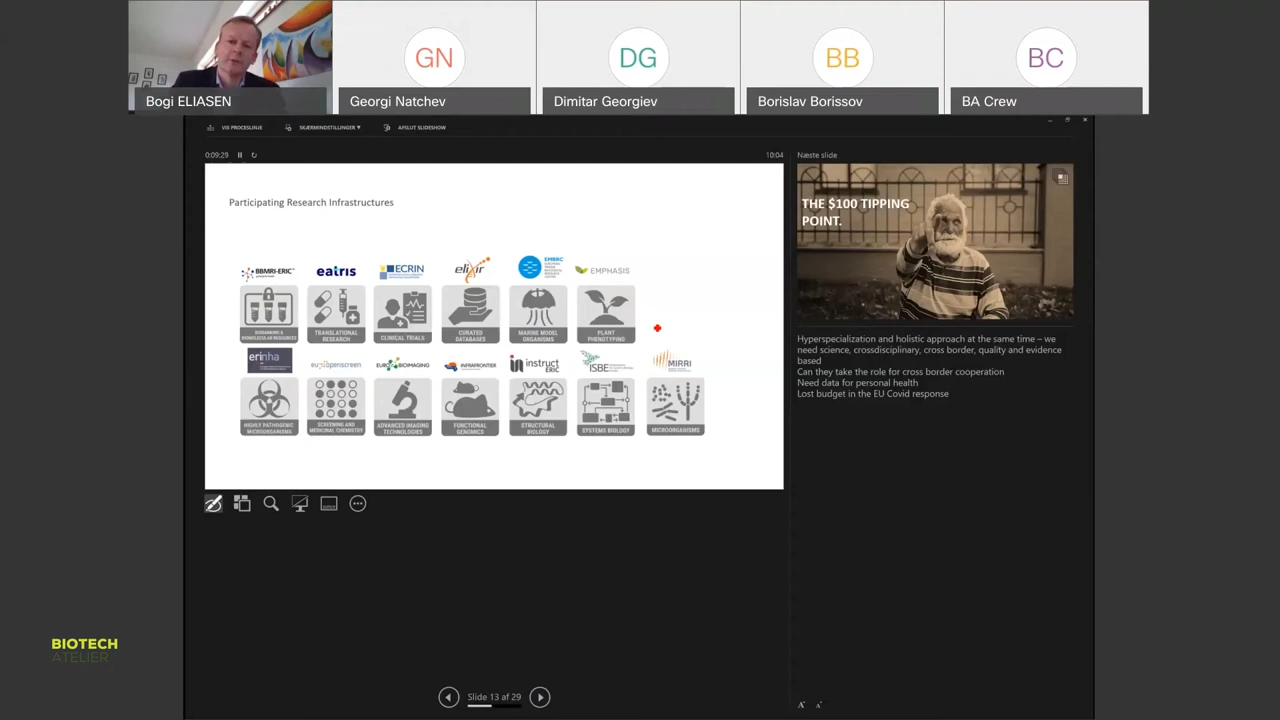 GN
DG
BB
BC
Bogi ELIASEN
Georgi Natchev
Dimitar Georgiev
Borislav Borissov
BA Crew
VIS PROCESLINJE
SKÆRMINDSTILLINGER ▾
AFSLUT SLIDESHOW
0:09:29
10:04
Næste slide
Participating Research Infrastructures
BBMRI-ERIC
eatris
ECRIN
elixir
EMBRC
EMPHASIS
BIOBANKING &
BIOMOLECULAR RESOURCES
TRANSLATIONAL
RESEARCH
CLINICAL TRIALS
CURATED
DATABASES
MARINE MODEL
ORGANISMS
PLANT
PHENOTYPING
erinha
eu openscreen
EURO BIOIMAGING
INFRAFRONTIER
instruct
ERIC
ISBE
MIRRI
HIGHLY PATHOGENIC
MICROORGANISMS
SCREENING AND
MEDICINAL CHEMISTRY
ADVANCED IMAGING
TECHNOLOGIES
FUNCTIONAL
GENOMICS
STRUCTURAL
BIOLOGY
SYSTEMS BIOLOGY
MICROORGANISMS
THE $100 TIPPING
POINT.
Hyperspecialization and holistic approach at the same time – we
need science, crossdisciplinary, cross border, quality and evidence
based
Can they take the role for cross border cooperation
Need data for personal health
Lost budget in the EU Covid response
BIOTECH
ATELIER
Slide 13 af 29